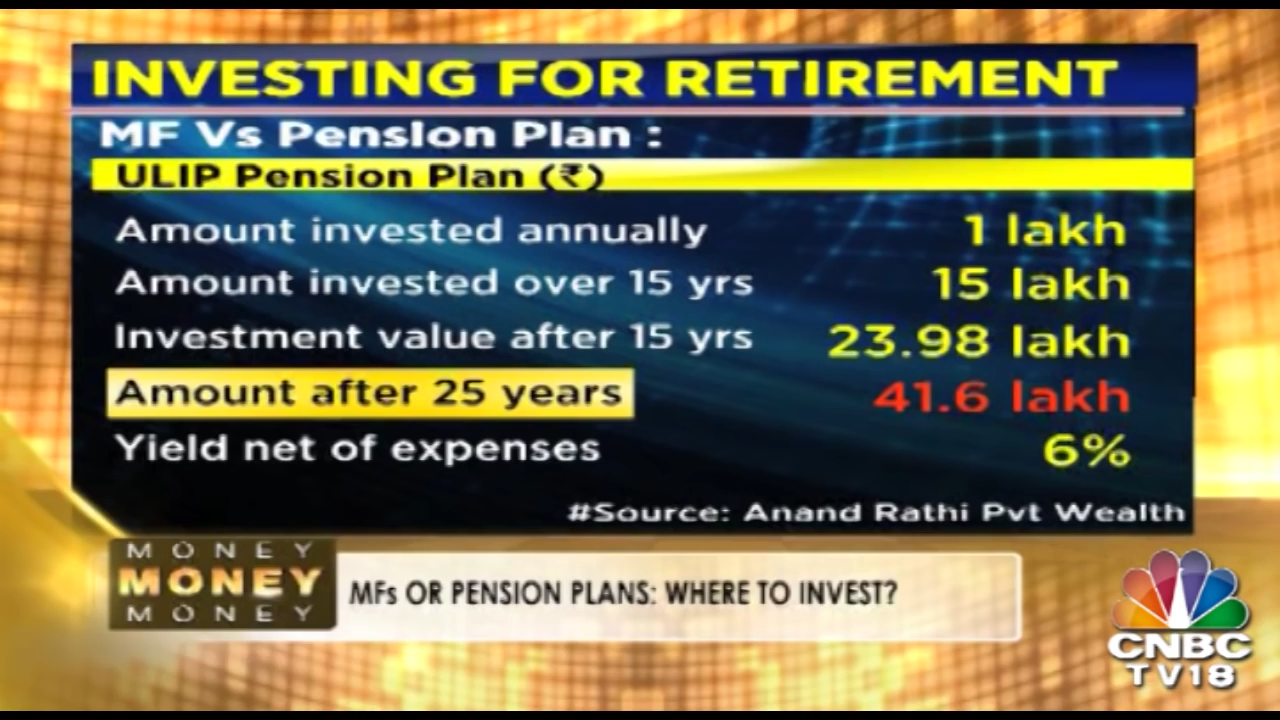 INVESTING FOR RETIREMENT
MF Vs Pension Plan :
ULIP Pension Plan (₹)
Amount invested annually 1 lakh
Amount invested over 15 yrs 15 lakh
Investment value after 15 yrs 23.98 lakh
Amount after 25 years 41.6 lakh
Yield net of expenses 6%
#Source: Anand Rathi Pvt Wealth
MONEY
MONEY
MONEY
MFs OR PENSION PLANS: WHERE TO INVEST?
CNBC
TV18